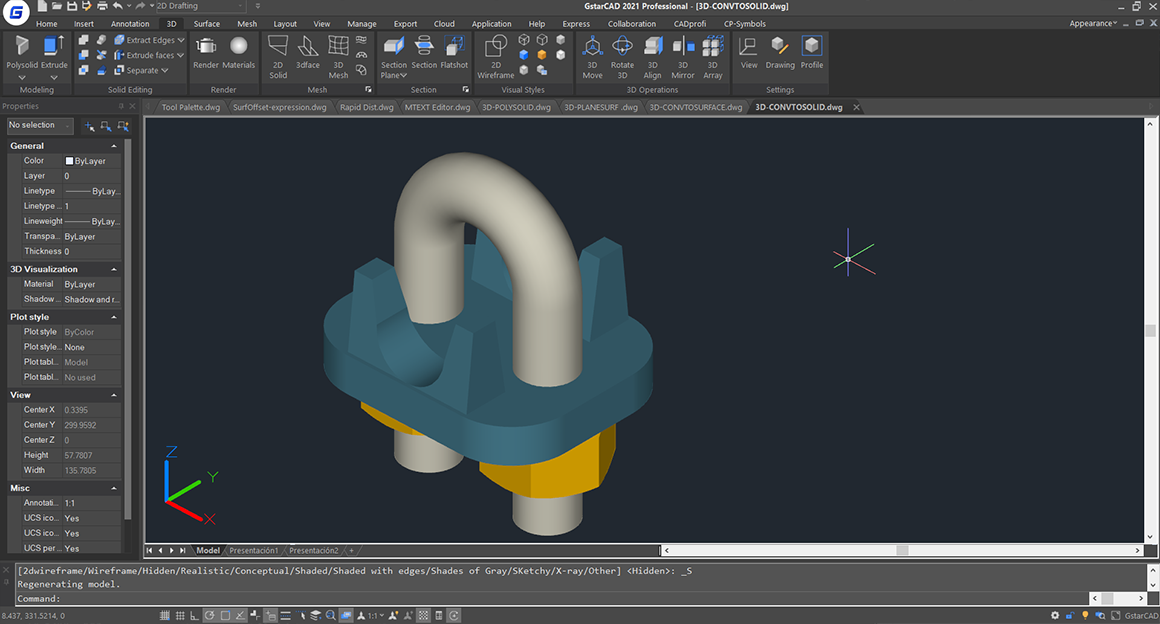 G
2D Drafting
GstarCAD 2021 Professional - [3D-CONVTOSOLID.dwg]
Home Insert Annotation 3D Surface Mesh Layout View Manage Export Cloud Application Help Express Collaboration CADprofi CP-Symbols Appearance
Polysolid Extrude
Extrude Edges
Extrude faces
Separate
Render Materials
2D Solid
3dface
3D Mesh
Section Plane
Section
Flatshot
2D Wireframe
3D Move
Rotate 3D
3D Align
3D Mirror
3D Array
View Drawing Profile
Modeling Solid Editing Render Mesh Section Visual Styles 3D Operations Settings
Properties
Tool Palette.dwg SurfOffset-expression.dwg Rapid Dist.dwg MTEXT Editor.dwg 3D-POLYSOLID.dwg 3D-PLANESURF .dwg 3D-CONVTOSURFACE.dwg 3D-CONVTOSOLID.dwg
No selection
General
Color ByLayer
Layer 0
Linetype ByLay...
Linetype ... 1
Lineweight ByLay...
Transpa... ByLayer
Thickness 0
3D Visualization
Material ByLayer
Shadow ... Shadow and r...
Plot style
Plot style ByColor
Plot style... None
Plot tabl... Model
Plot tabl... No used
View
Center X 0.3395
Center Y 299.9592
Center Z 0
Height 57.7807
Width 135.7805
Misc
Annotati... 1:1
UCS ico... Yes
UCS ico... Yes
UCS per ... Yes
Z
Y
X
Model Presentación1 Presentación2 +
[2dwireframe/Wireframe/Hidden/Realistic/Conceptual/Shaded/Shaded with edges/Shades of Gray/SKetchy/X-ray/Other] <Hidden>: _S
Regenerating model.
Command:
8.437, 331.5214, 0
1:1
GstarCAD